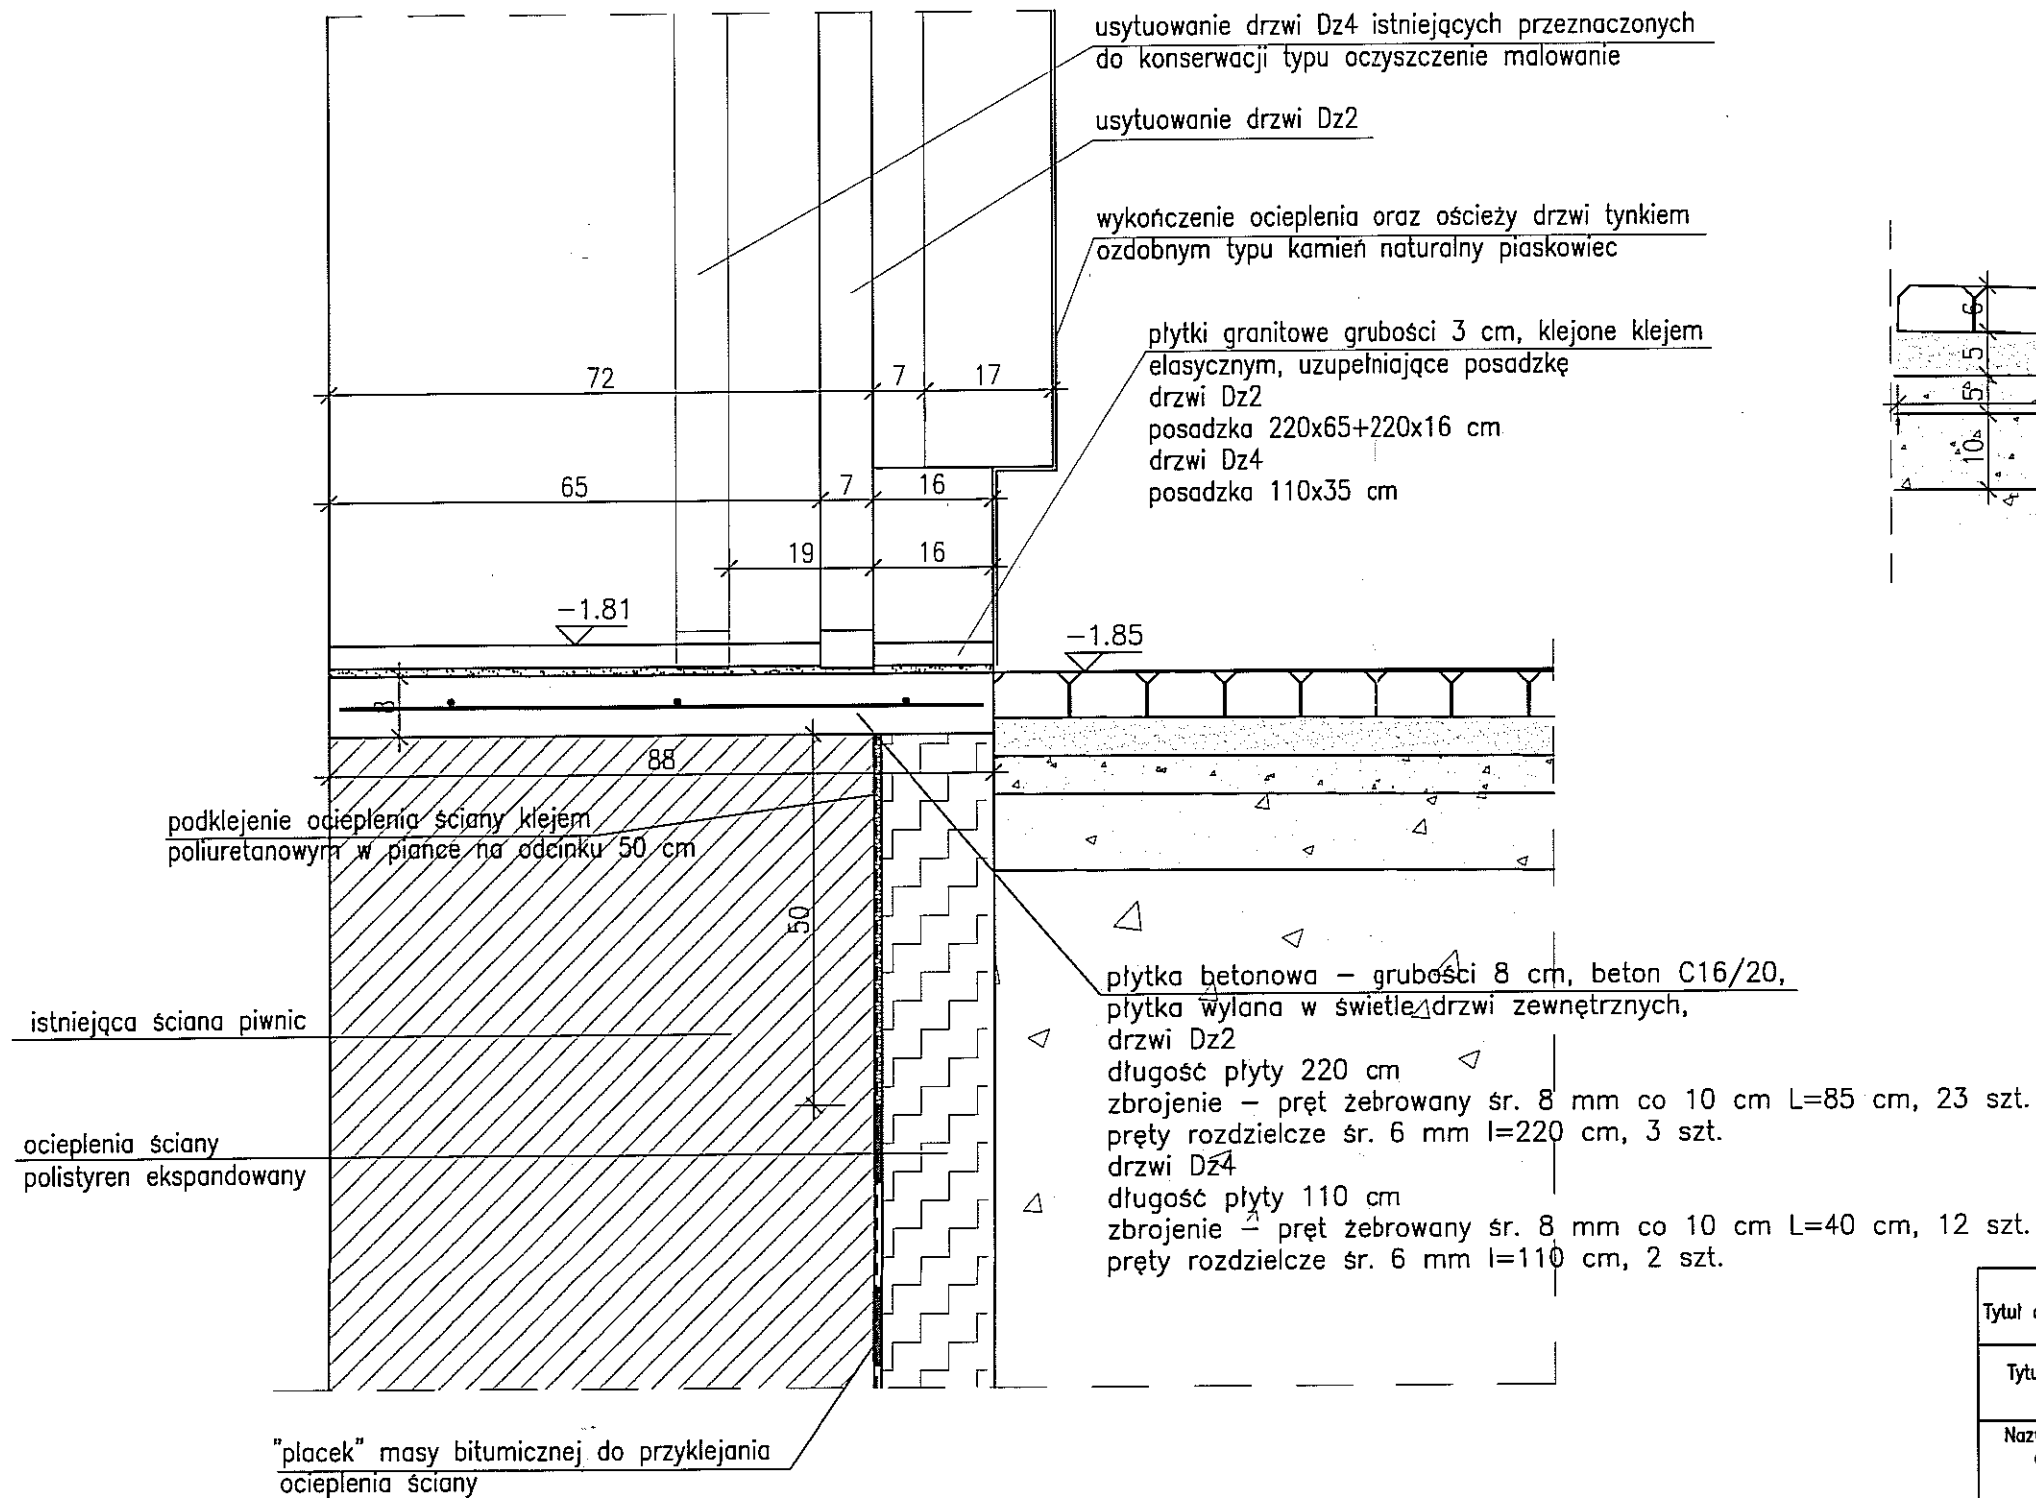 usytuowanie drzwi Dz4 istniejących przeznaczonych
do konserwacji typu oczyszczenie malowanie
usytuowanie drzwi Dz2
wykończenie ocieplenia oraz ościeży drzwi tynkiem
ozdobnym typu kamień naturalny piaskowiec
płytki granitowe grubości 3 cm, klejone klejem
elasycznym, uzupełniające posadzkę
drzwi Dz2
posadzka 220x65+220x16 cm
drzwi Dz4
posadzka 110x35 cm
6
5
5
10
72
7
17
65
7
16
19
16
-1.81
-1.85
8
88
50
podklejenie ocieplenia ściany klejem
poliuretanowym w piance na odcinku 50 cm
istniejąca ściana piwnic
ocieplenia ściany
polistyren ekspandowany
płytka betonowa – grubości 8 cm, beton C16/20,
płytka wylana w świetle drzwi zewnętrznych,
drzwi Dz2
długość płyty 220 cm
zbrojenie – pręt żebrowany śr. 8 mm co 10 cm L=85 cm, 23 szt.
pręty rozdzielcze śr. 6 mm l=220 cm, 3 szt.
drzwi Dz4
długość płyty 110 cm
zbrojenie – pręt żebrowany śr. 8 mm co 10 cm L=40 cm, 12 szt.
pręty rozdzielcze śr. 6 mm l=110 cm, 2 szt.
"placek" masy bitumicznej do przyklejania
ocieplenia ściany
Tytuł